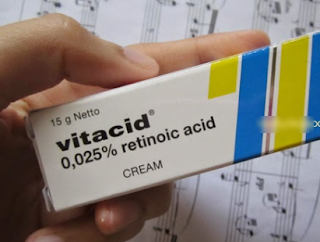 15 g Netto
vitacid®
0,025% retinoic acid
CREAM